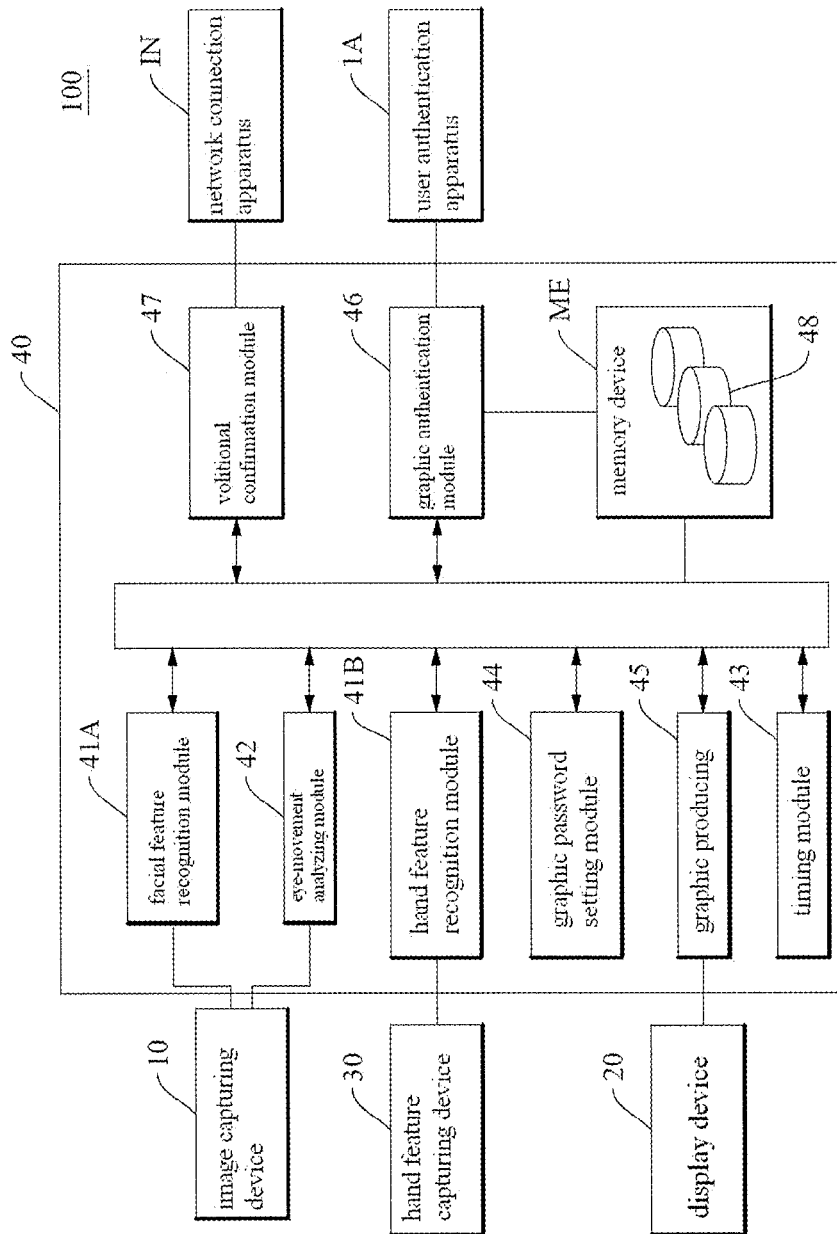 100
40
10
image capturing
device
30
hand feature
capturing device
20
display device
41A
facial feature
recognition module
42
eye-movement
analyzing module
41B
hand feature
recognition module
44
graphic password
setting module
45
graphic producing
43
timing module
47
volitional
confirmation module
46
graphic authentication
module
ME
memory device
48
IN
network connection
apparatus
1A
user authentication
apparatus